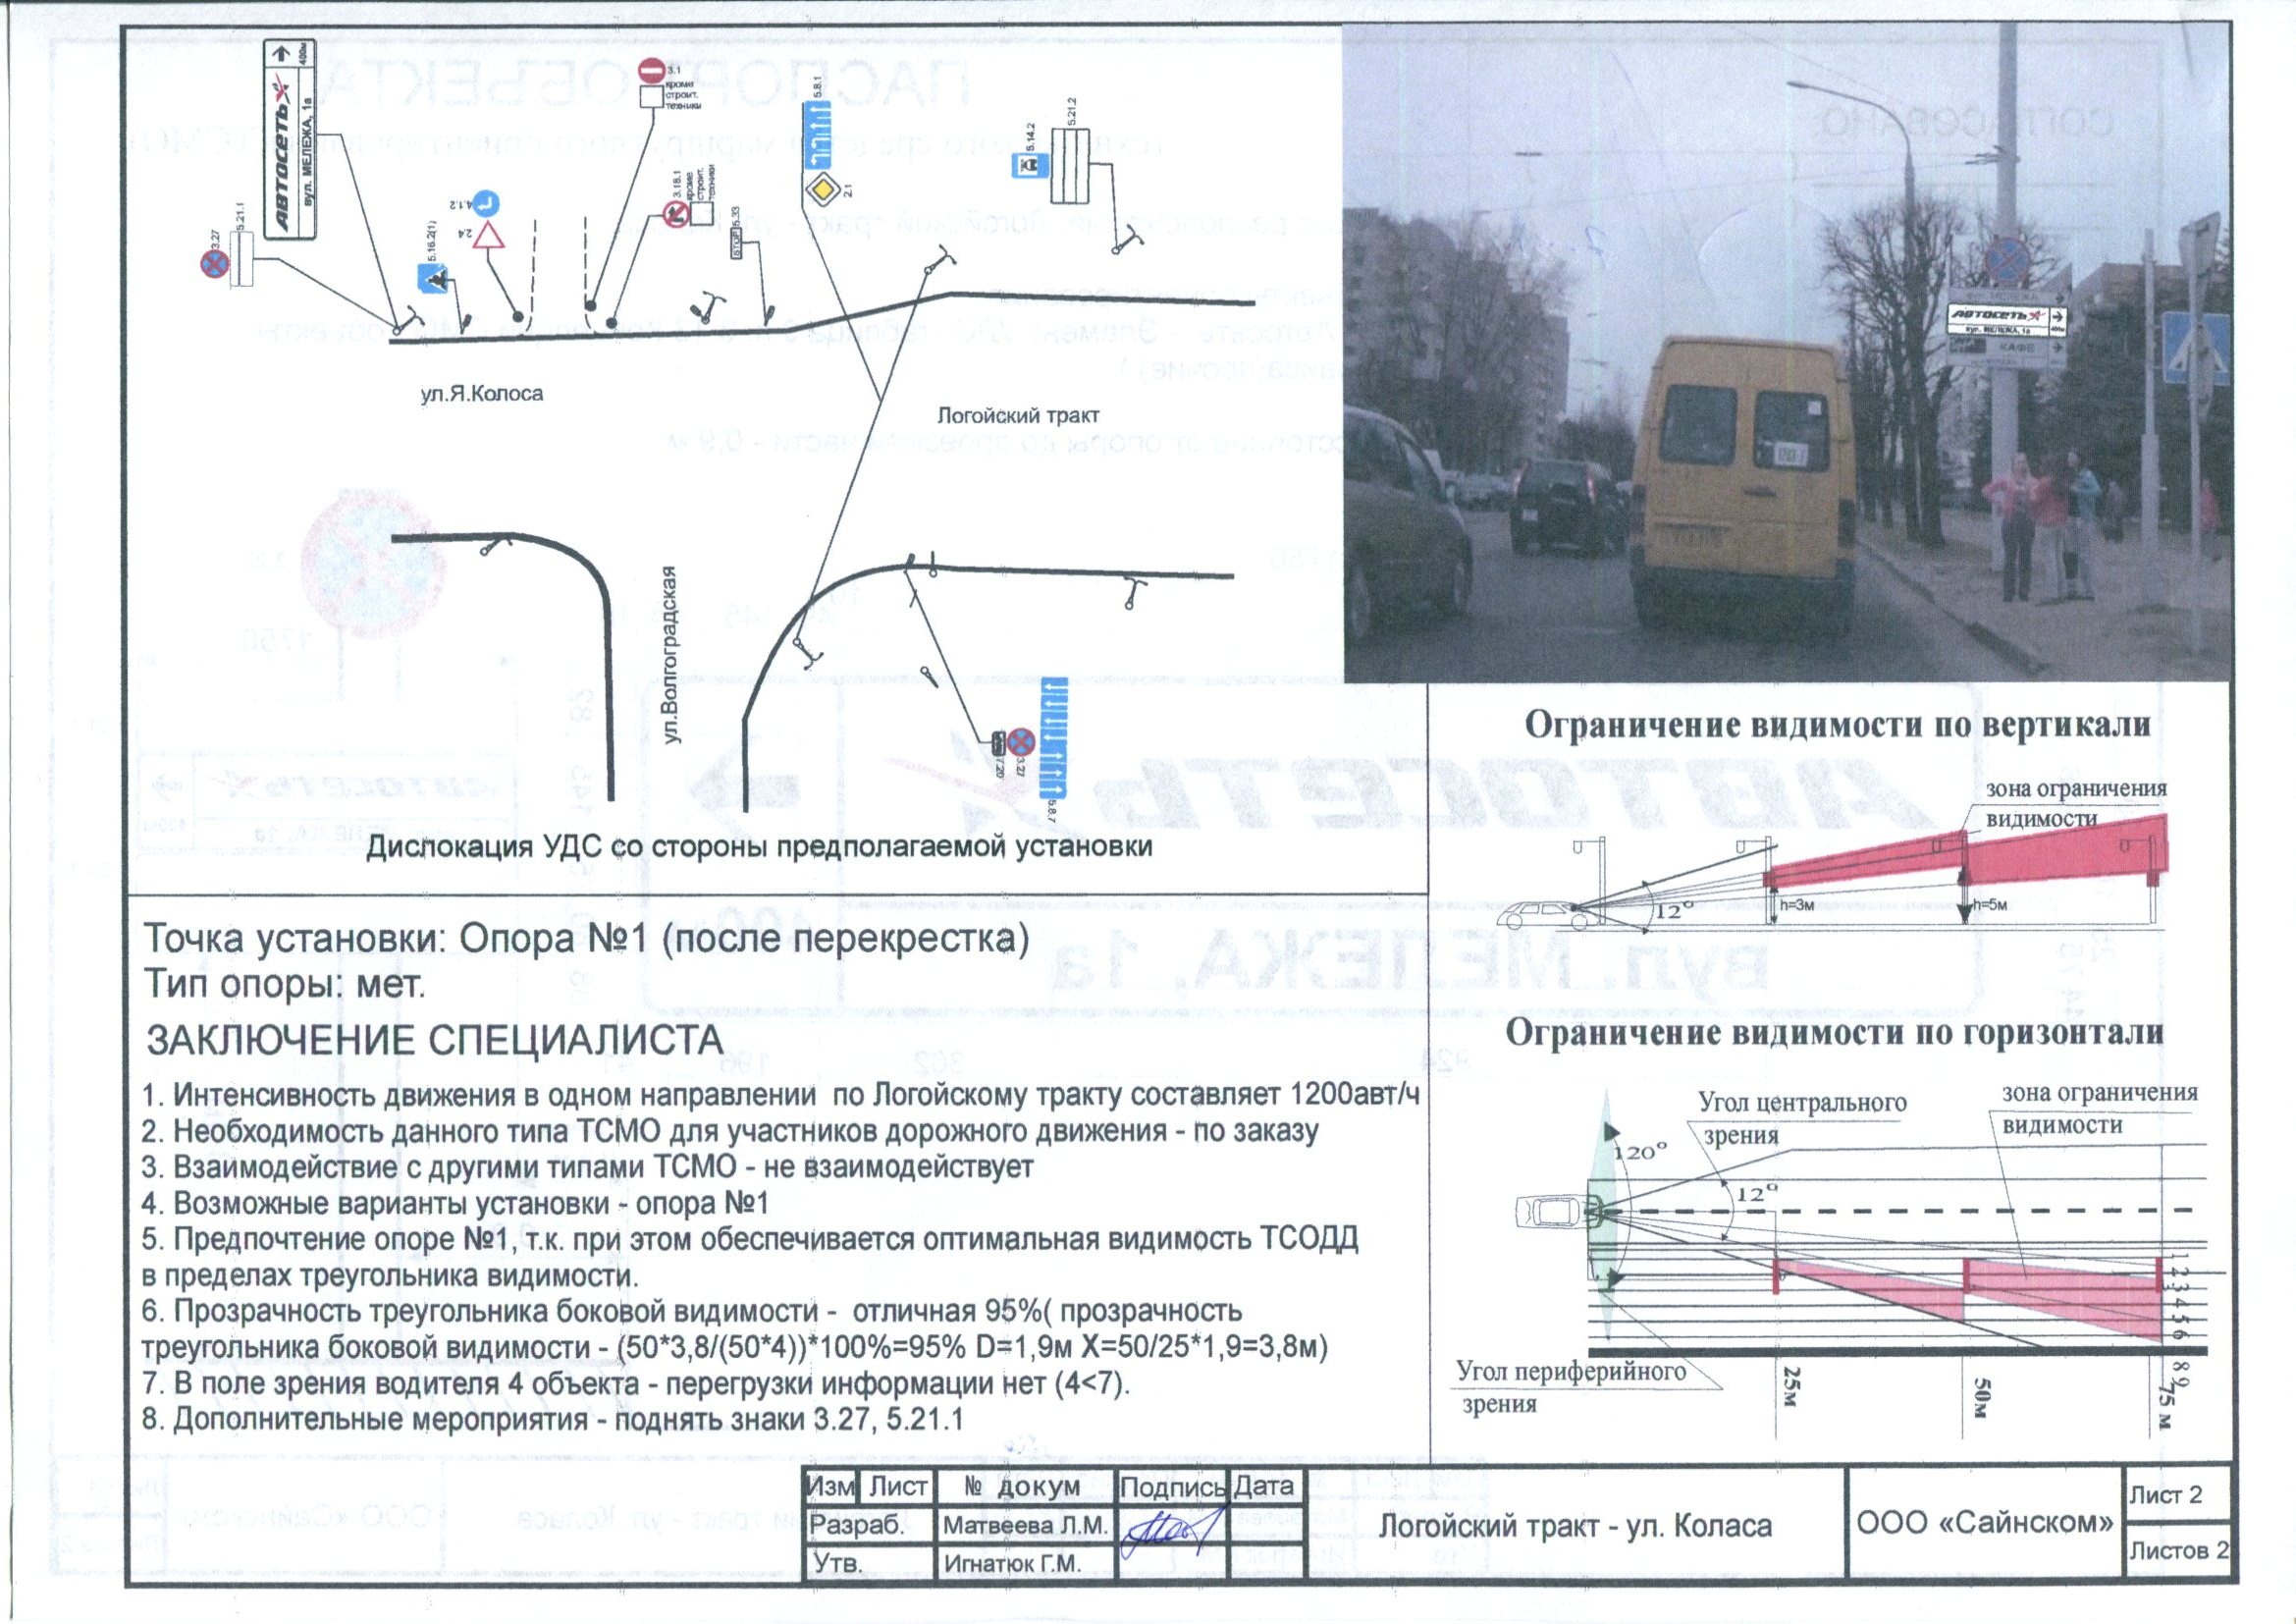 400м
АВТОСЕТЬ
вул. МЕЛЕЖА, 1а
3.27
5.21.1
5.16.2(1)
4.1.2
2.4
3.1
кроме
строит.
техники
3.18.1
кроме
строит.
техники
STOP
5.33
5.8.1
2.1
5.14.2
5.21.2
ул.Я.Колоса
Логойский тракт
ул.Волгоградская
7.20
3.27
5.8.7
Дислокация УДС со стороны предполагаемой установки
МЕЛЕЖА
АВТОСЕТЬ
вул. МЕЛЕЖА, 1а
400м
КАФЕ
Ограничение видимости по вертикали
зона ограничения
видимости
12°
h=3м
h=5м
Ограничение видимости по горизонтали
Угол центрального
зрения
зона ограничения
видимости
120°
12°
Угол периферийного
зрения
1 2 3 4 5 6 8 9
25м
50м
75 м
Точка установки: Опора №1 (после перекрестка)
Тип опоры: мет.
ЗАКЛЮЧЕНИЕ СПЕЦИАЛИСТА
1. Интенсивность движения в одном направлении по Логойскому тракту составляет 1200авт/ч
2. Необходимость данного типа ТСМО для участников дорожного движения - по заказу
3. Взаимодействие с другими типами ТСМО - не взаимодействует
4. Возможные варианты установки - опора №1
5. Предпочтение опоре №1, т.к. при этом обеспечивается оптимальная видимость ТСОДД
в пределах треугольника видимости.
6. Прозрачность треугольника боковой видимости - отличная 95%( прозрачность
треугольника боковой видимости - (50*3,8/(50*4))*100%=95% D=1,9м X=50/25*1,9=3,8м)
7. В поле зрения водителя 4 объекта - перегрузки информации нет (4<7).
8. Дополнительные мероприятия - поднять знаки 3.27, 5.21.1
Изм Лист № докум Подпись Дата
Разраб. Матвеева Л.М.
Утв. Игнатюк Г.М.
Логойский тракт - ул. Коласа
ООО «Сайнском»
Лист 2
Листов 2